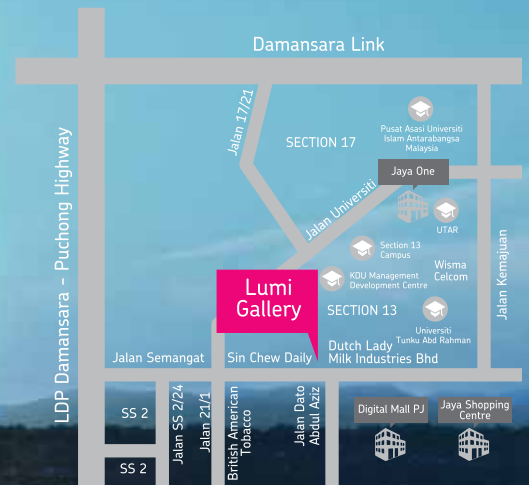 Damansara Link
LDP Damansara - Puchong Highway
Jalan 17/21
SECTION 17
Pusat Asasi Universiti
Islam Antarabangsa
Malaysia
Jaya One
Jalan Universiti
UTAR
Section 13
Campus
Wisma
Celcom
KDU Management
Development Centre
Jalan Kemajuan
Lumi
Gallery
SECTION 13
Universiti
Tunku Abd Rahman
Jalan Semangat
Sin Chew Daily
Dutch Lady
Milk Industries Bhd
SS 2
SS 2
Jalan SS 2/24
Jalan 21/1
British American
Tobacco
Jalan Dato
Abdul Aziz
Digital Mall PJ
Jaya Shopping
Centre